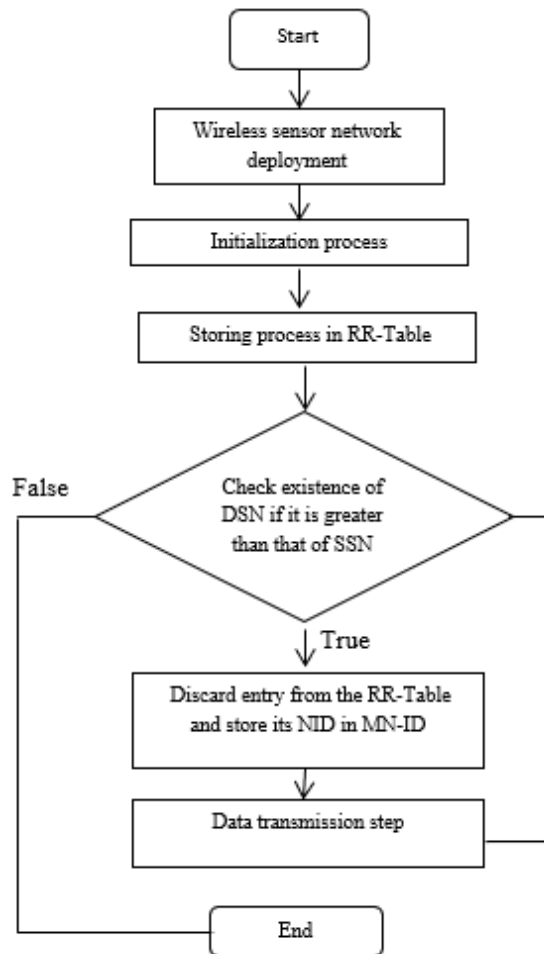 Start
Wireless sensor network
deployment
Initialization process
Storing process in RR-Table
False
Check existence of
DSN if it is greater
than that of SSN
True
Discard entry from the RR-Table
and store its NID in MN-ID
Data transmission step
End